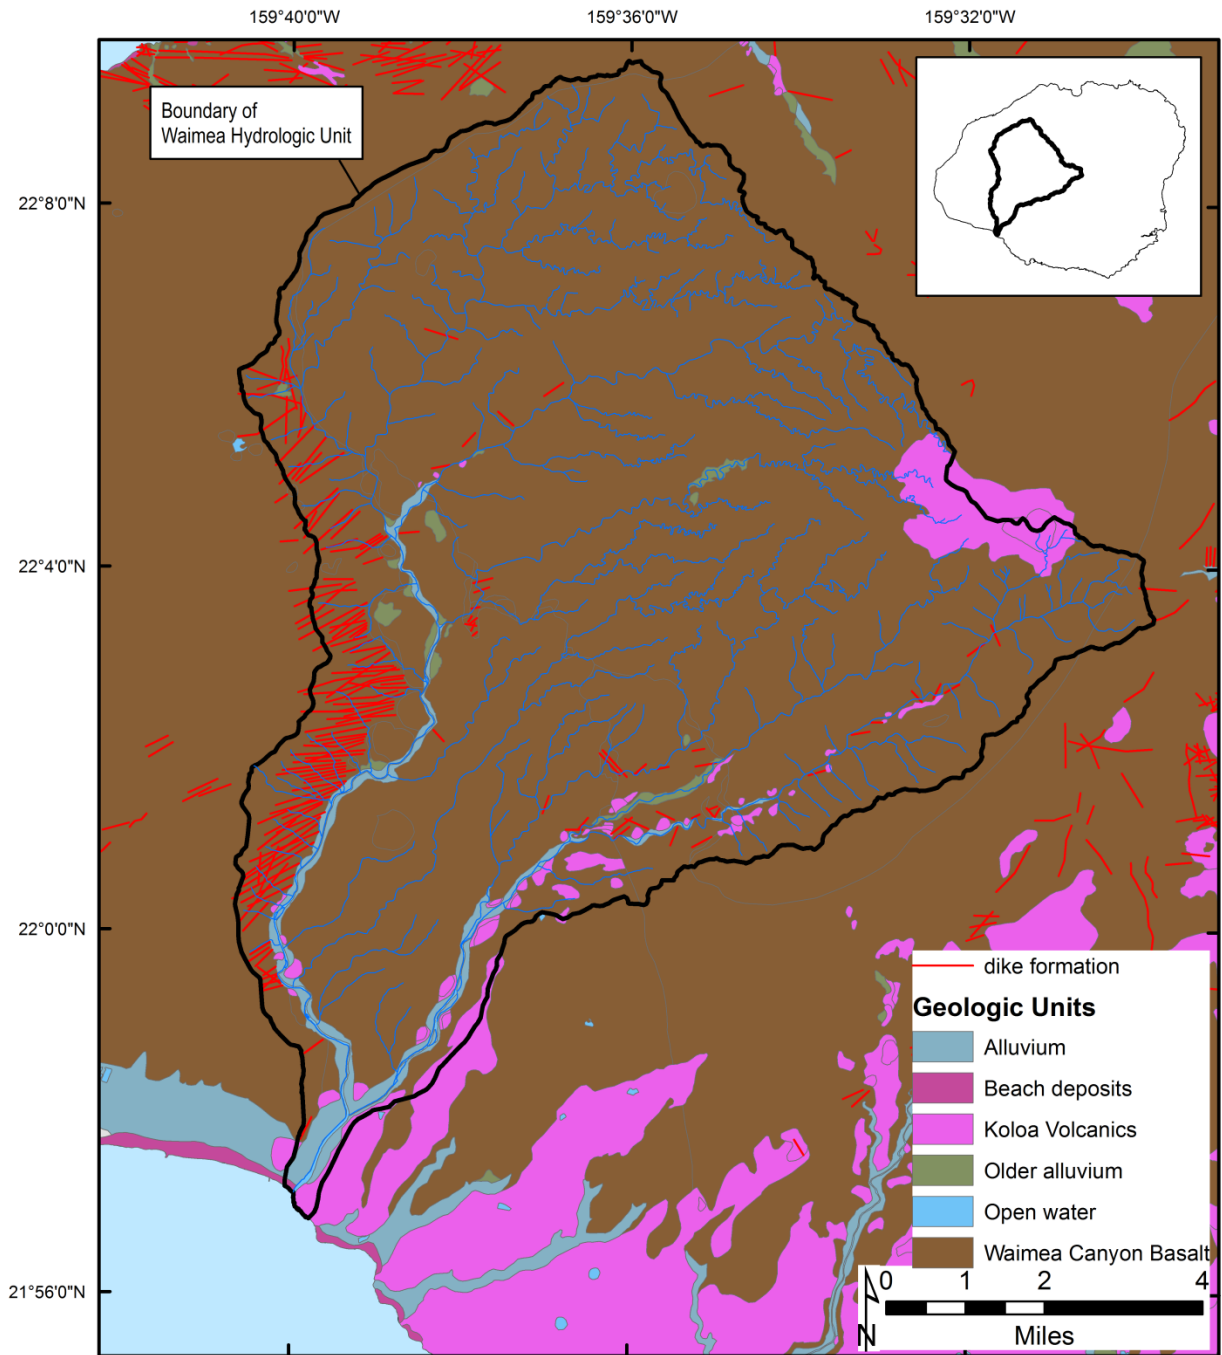 159°40'0"W
159°36'0"W
159°32'0"W
Boundary of
Waimea Hydrologic Unit
22°8'0"N
22°4'0"N
22°0'0"N
21°56'0"N
dike formation
Geologic Units
Alluvium
Beach deposits
Koloa Volcanics
Older alluvium
Open water
Waimea Canyon Basalt
0 1 2 4
Miles
N